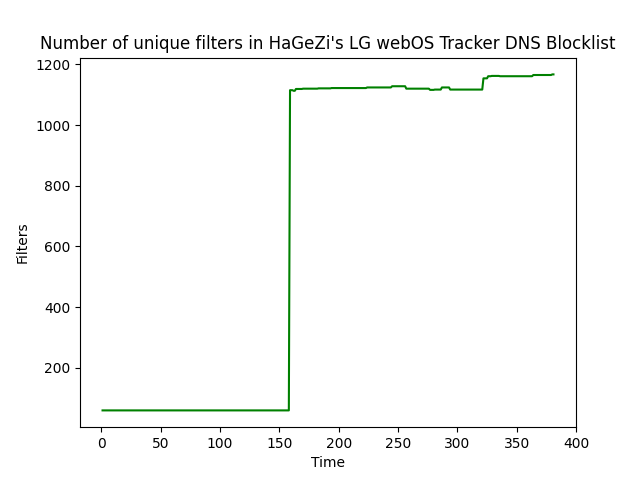 Number of unique filters in HaGeZi's LG webOS Tracker DNS Blocklist
1200
1000
800
600
400
200
Filters
0 50 100 150 200 250 300 350 400
Time